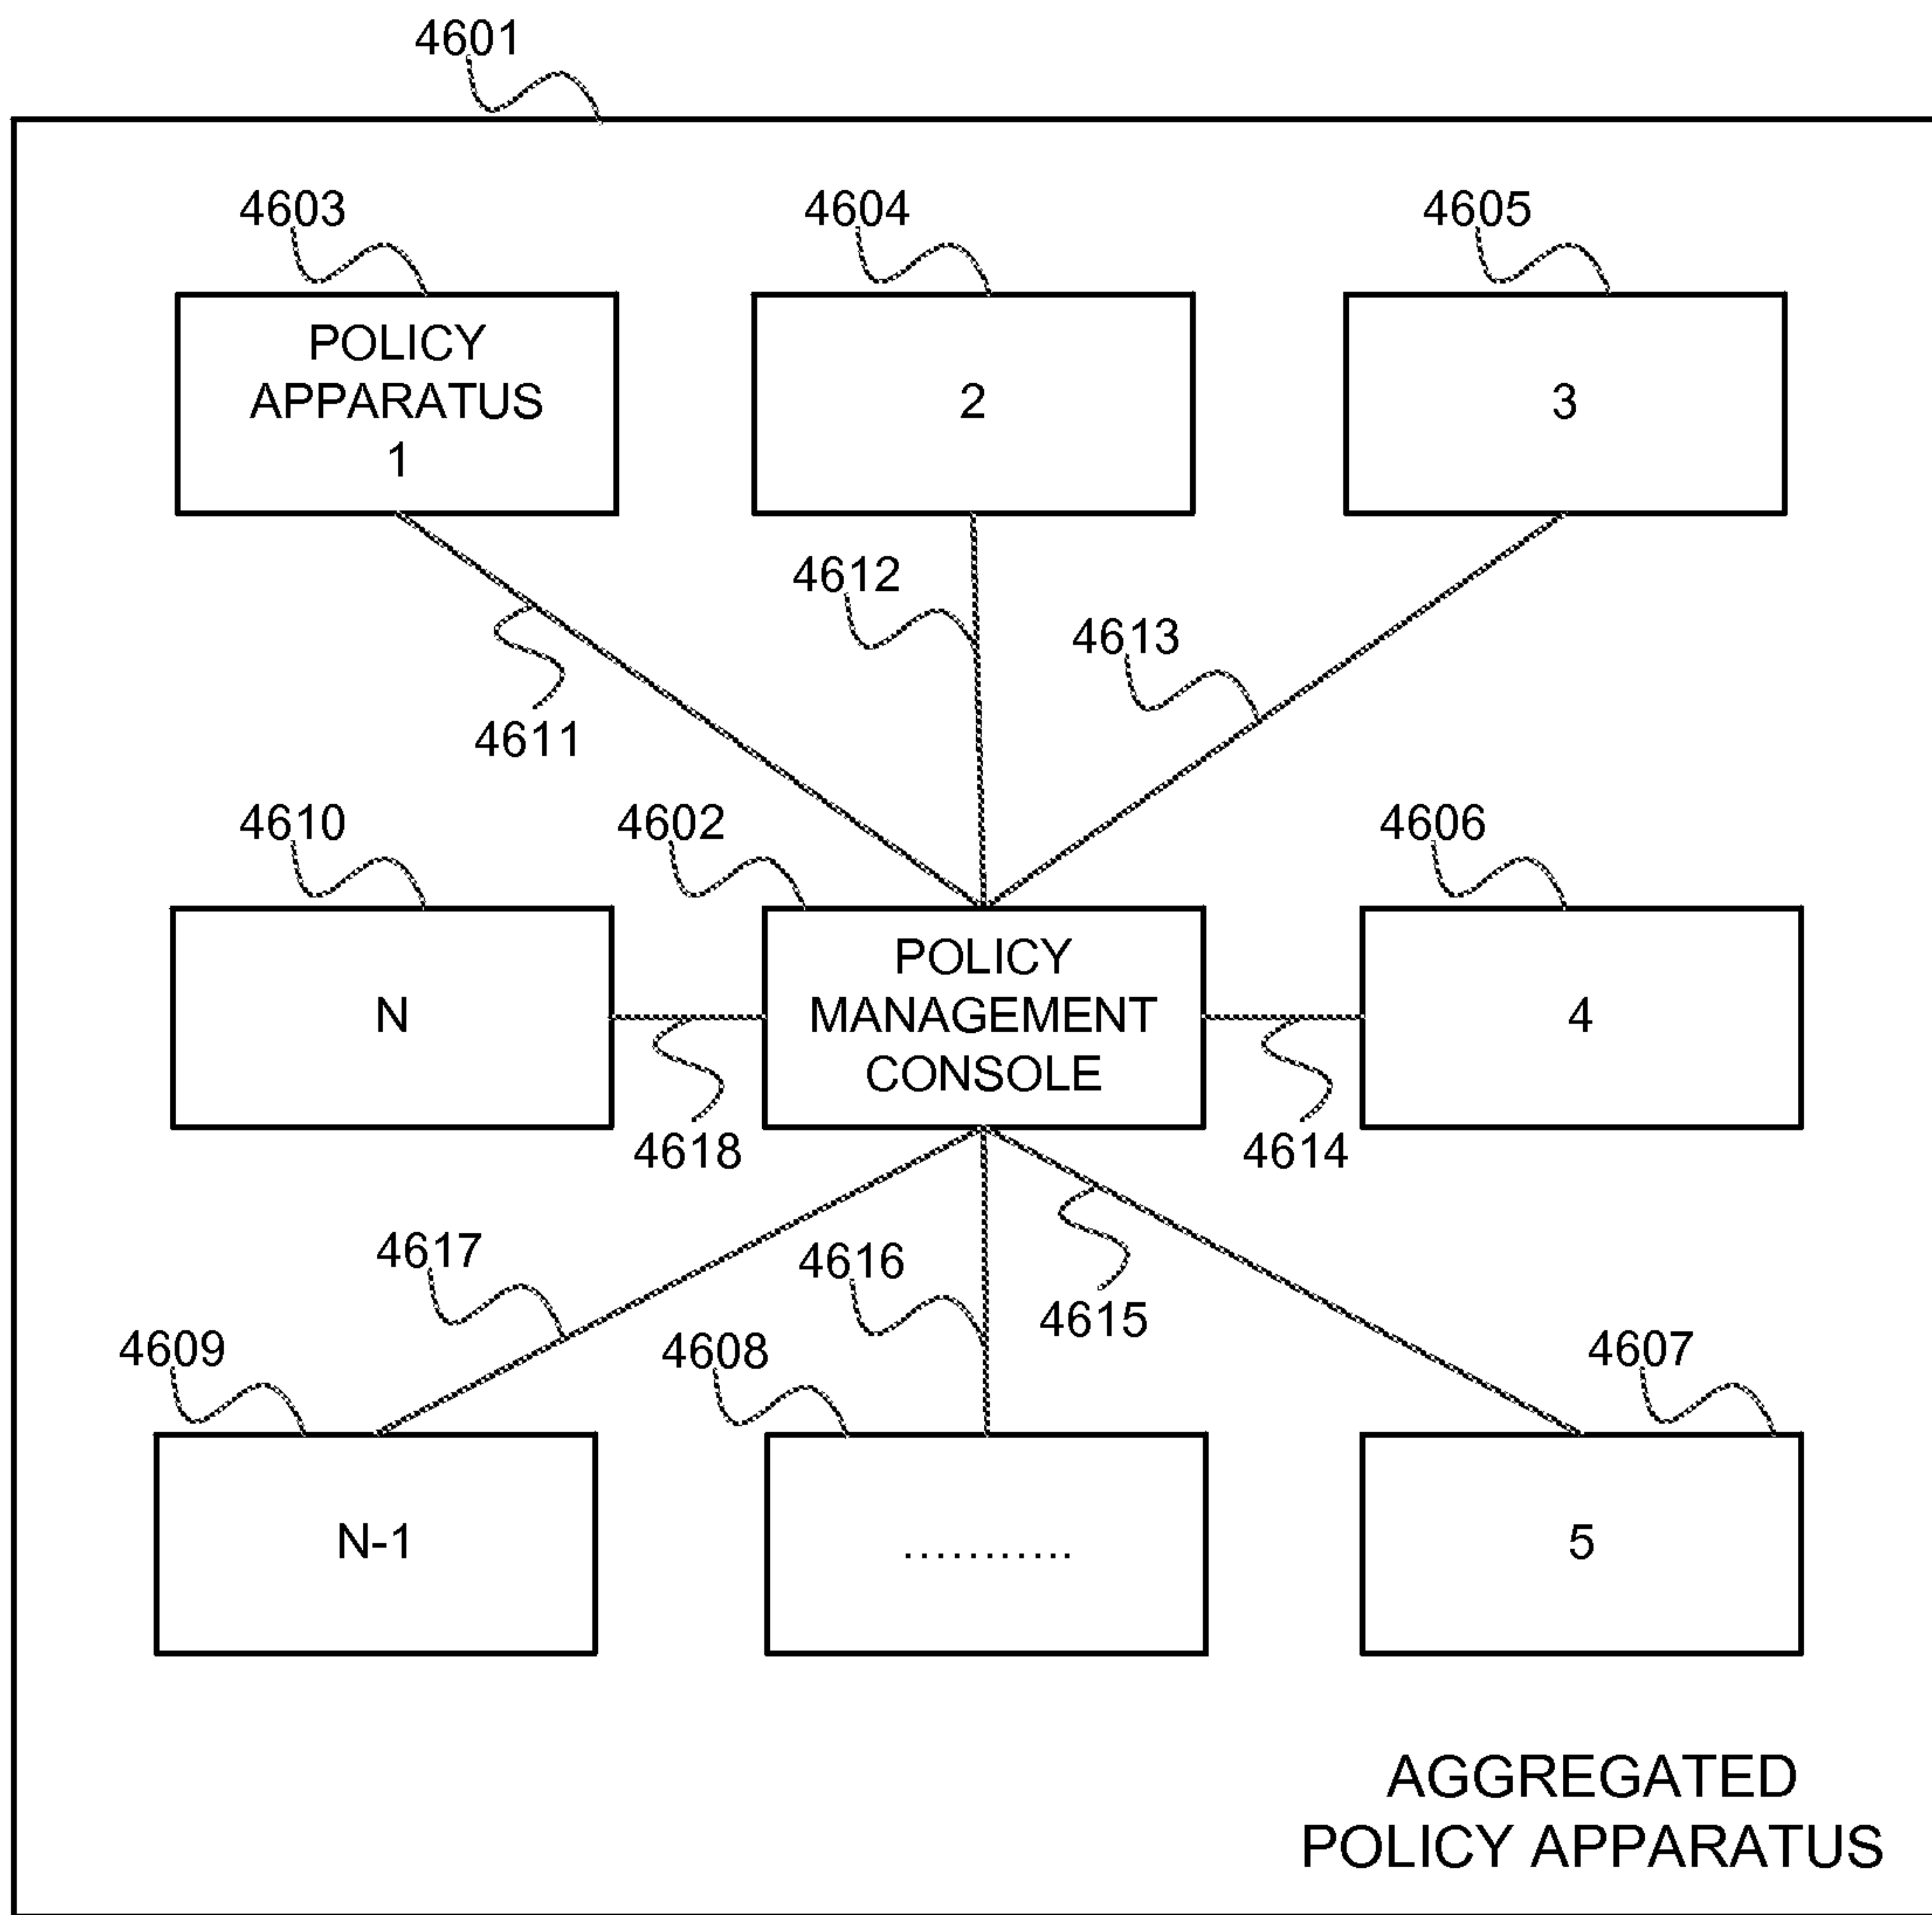 4601
4603
4604
4605
POLICY
APPARATUS
1
2
3
4612
4613
4611
4610
4602
4606
N
POLICY
MANAGEMENT
CONSOLE
4
4618
4614
4617
4616
4615
4609
4608
4607
N-1
...........
5
AGGREGATED
POLICY APPARATUS